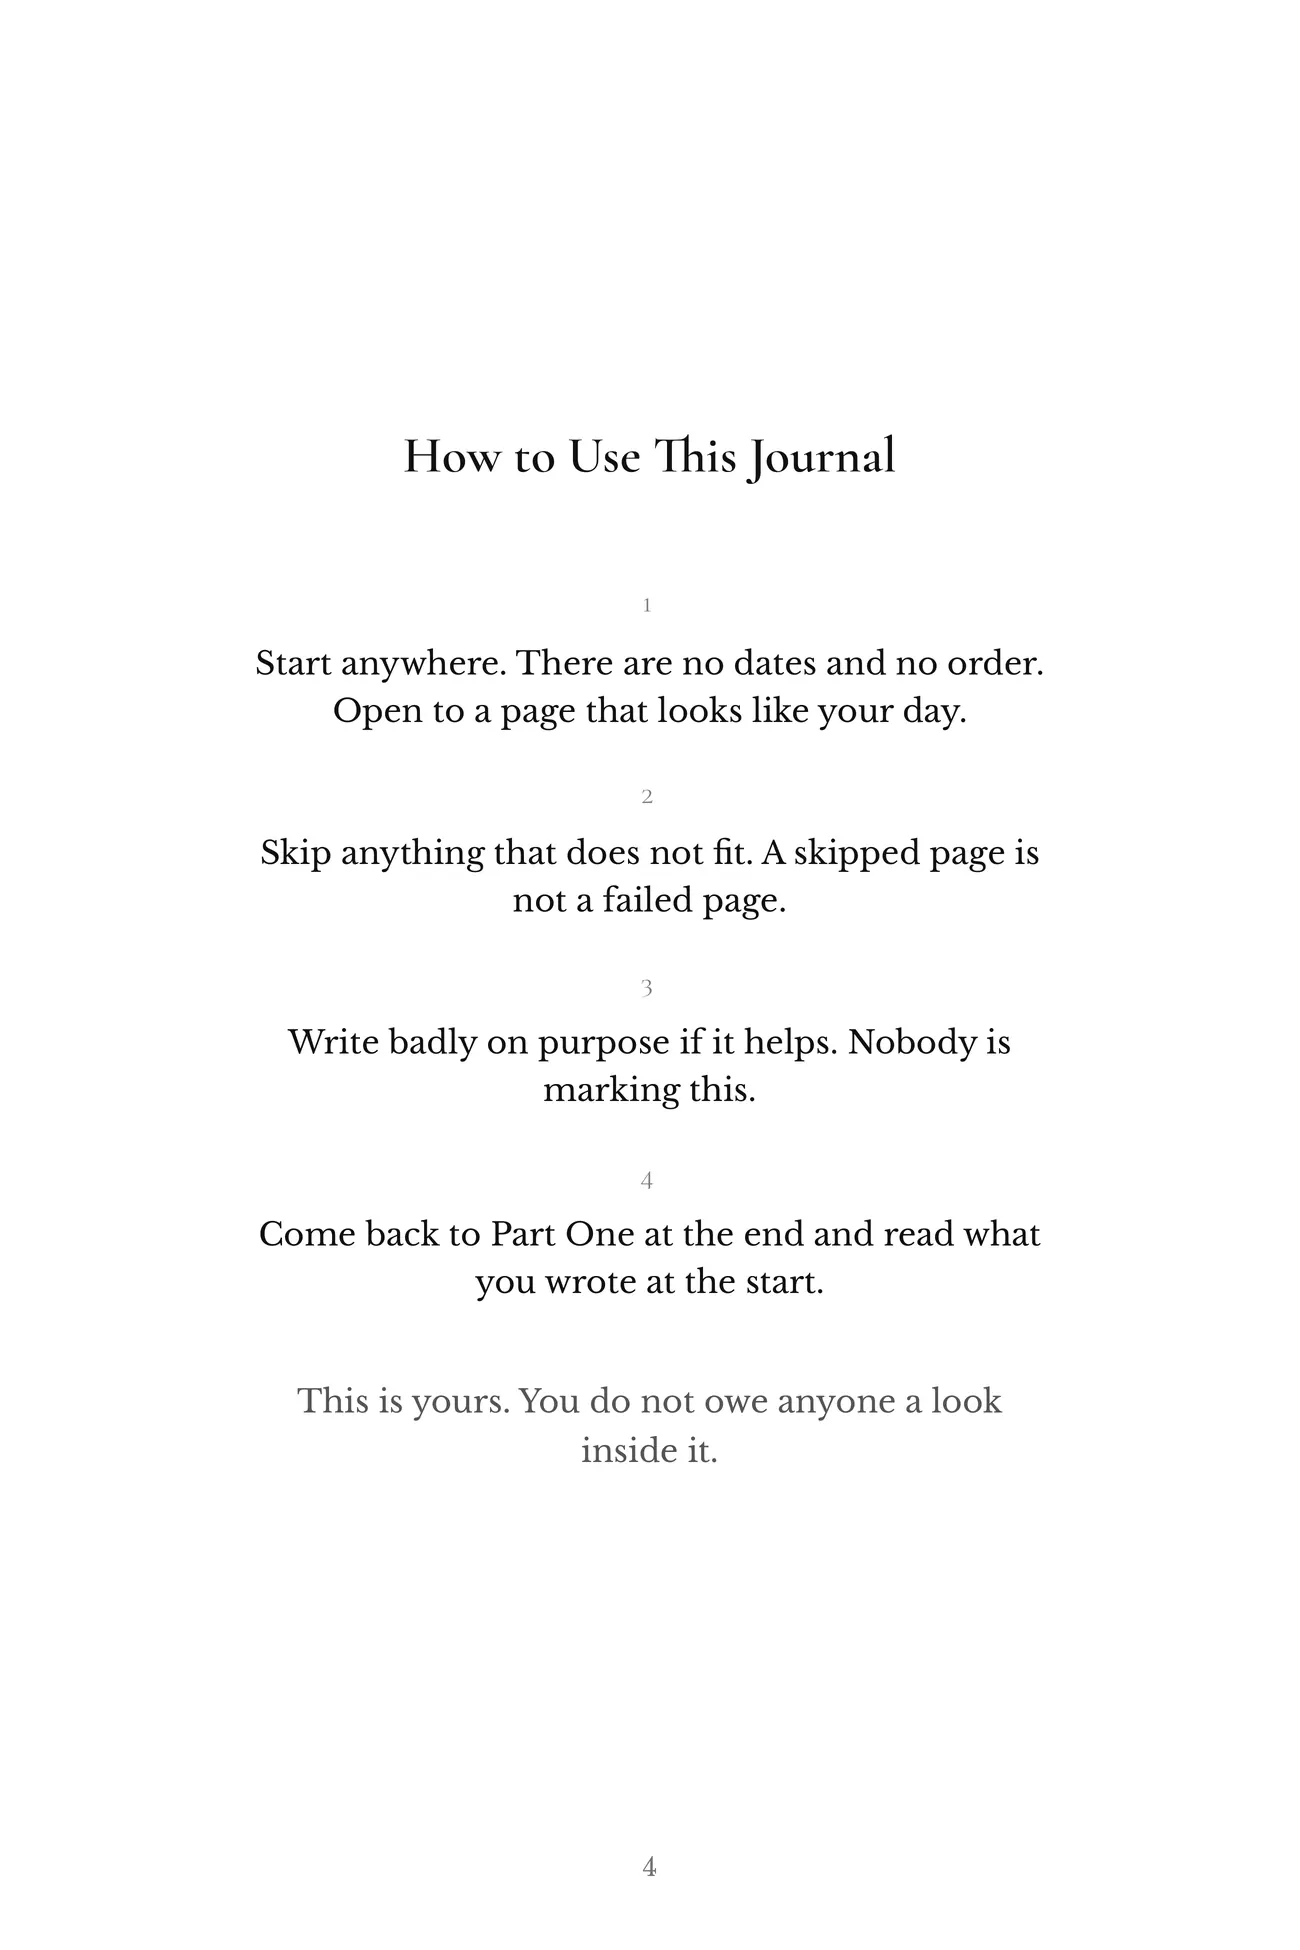 How to Use This Journal
1
Start anywhere. There are no dates and no order.
Open to a page that looks like your day.
2
Skip anything that does not fit. A skipped page is
not a failed page.
3
Write badly on purpose if it helps. Nobody is
marking this.
4
Come back to Part One at the end and read what
you wrote at the start.
This is yours. You do not owe anyone a look
inside it.
4